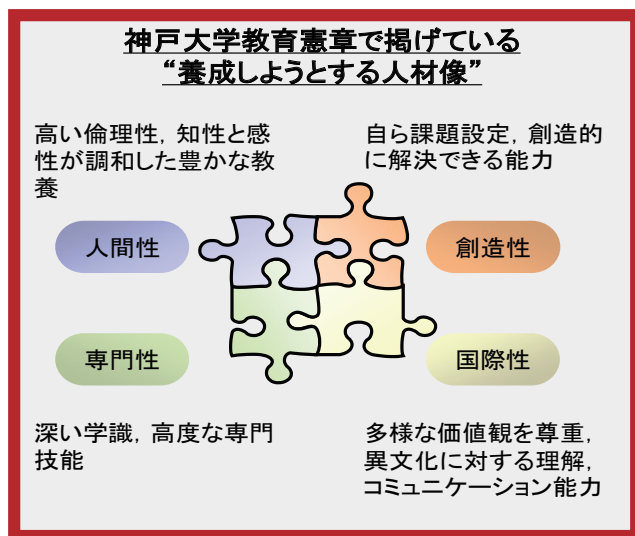 神戸大学教育憲章で掲げている
“養成しようとする人材像”
高い倫理性，知性と感
性が調和した豊かな教
養
人間性
自ら課題設定，創造的
に解決できる能力
創造性
専門性
深い学識，高度な専門
技能
国際性
多様な価値観を尊重，
異文化に対する理解，
コミュニケーション能力